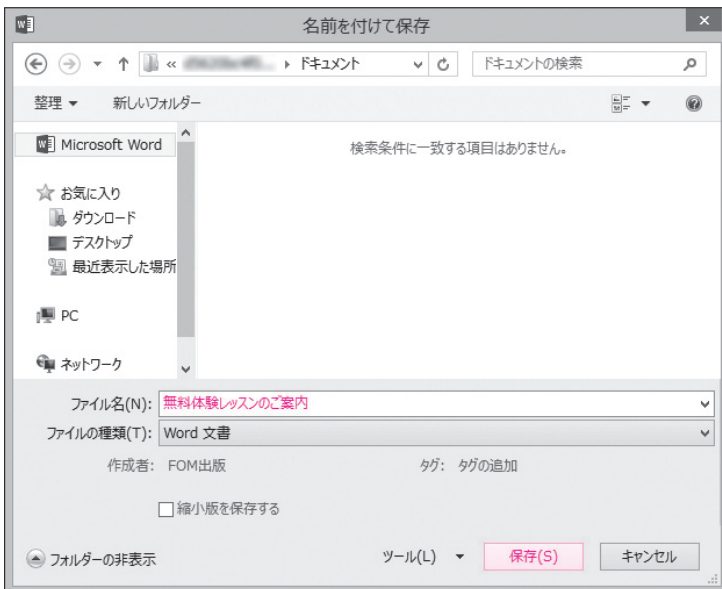 名前を付けて保存
« ▸ ドキュメント
ドキュメントの検索
整理 ▼ 新しいフォルダー
Microsoft Word
検索条件に一致する項目はありません。
お気に入り
ダウンロード
デスクトップ
最近表示した場所
PC
ネットワーク
ファイル名(N): 無料体験レッスンのご案内
ファイルの種類(T): Word 文書
作成者: FOM出版
タグ: タグの追加
縮小版を保存する
フォルダーの非表示
ツール(L) ▼
保存(S)
キャンセル